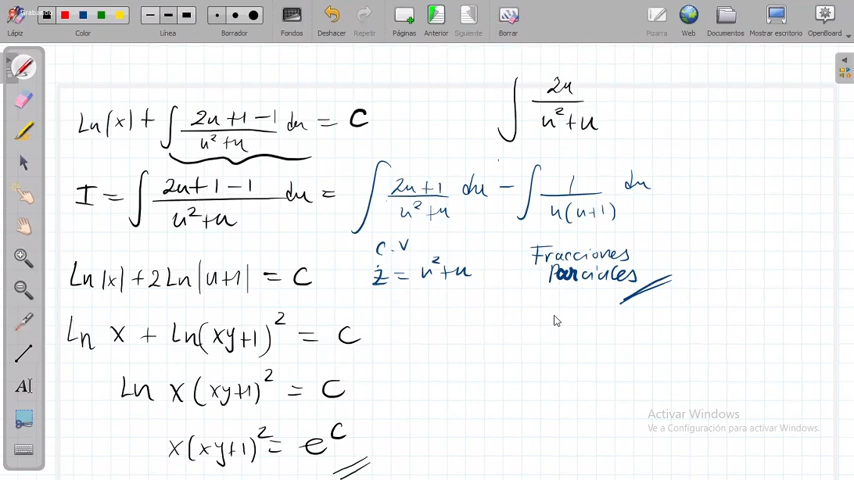 Lápiz
Color
Línea
Borrador
Fondos
Deshacer
Repetir
Páginas
Anterior
Siguiente
Borrar
Pizarra
Web
Documentos
Mostrar escritorio
OpenBoard
Ln(x) + ∫ (2u+1-1)/(u²+u) du = C
∫ 2u/(u²+u)
I = ∫ (2u+1-1)/(u²+u) du = ∫ (2u+1)/(u²+u) du - ∫ 1/(u(u+1)) du
C.V
z = u²+u
Fracciones
Parciales
Ln|x| + 2Ln|u+1| = C
Ln x + Ln(xy+1)² = C
Ln x(xy+1)² = C
x(xy+1)² = e^C
Activar Windows
Ve a Configuración para activar Windows.